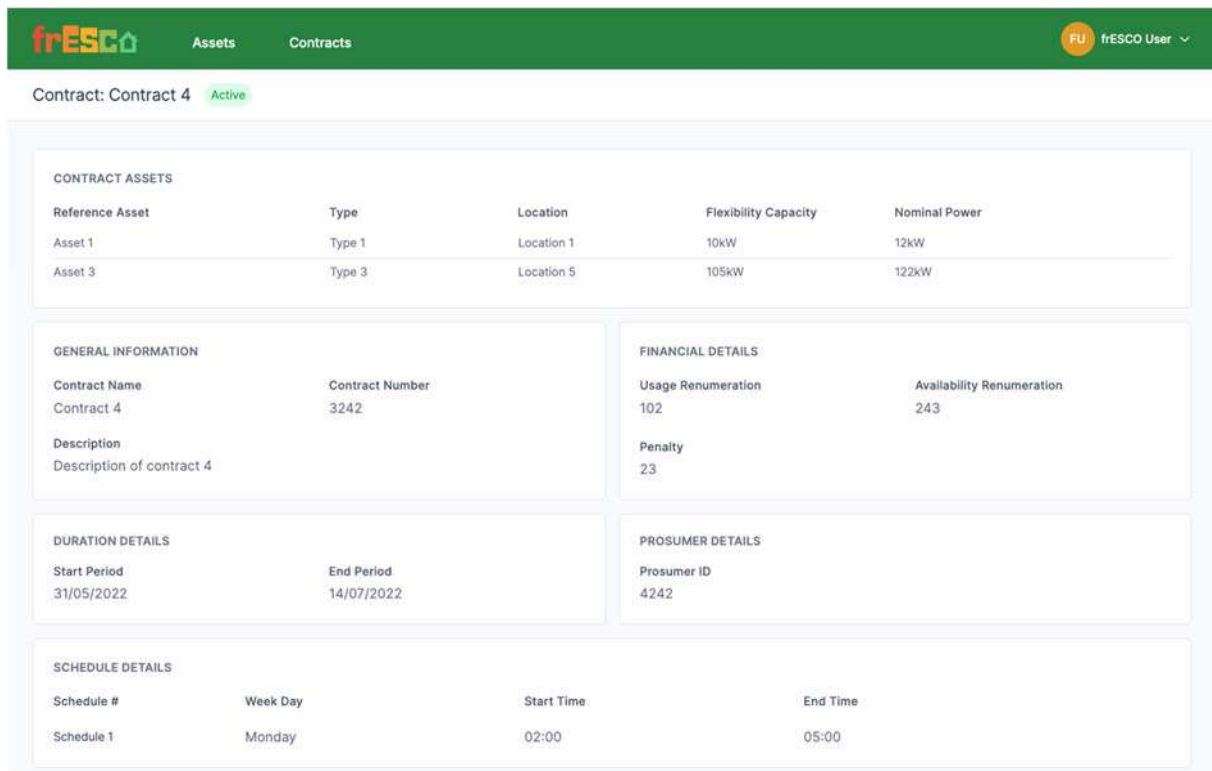 frESCO Assets Contracts FU frESCO User
Contract: Contract 4 Active
CONTRACT ASSETS
Reference Asset Type Location Flexibility Capacity Nominal Power
Asset 1 Type 1 Location 1 10kW 12kW
Asset 3 Type 3 Location 5 105kW 122kW
GENERAL INFORMATION
Contract Name Contract Number
Contract 4 3242
Description
Description of contract 4
FINANCIAL DETAILS
Usage Renumeration Availability Renumeration
102 243
Penalty
23
DURATION DETAILS
Start Period End Period
31/05/2022 14/07/2022
PROSUMER DETAILS
Prosumer ID
4242
SCHEDULE DETAILS
Schedule # Week Day Start Time End Time
Schedule 1 Monday 02:00 05:00